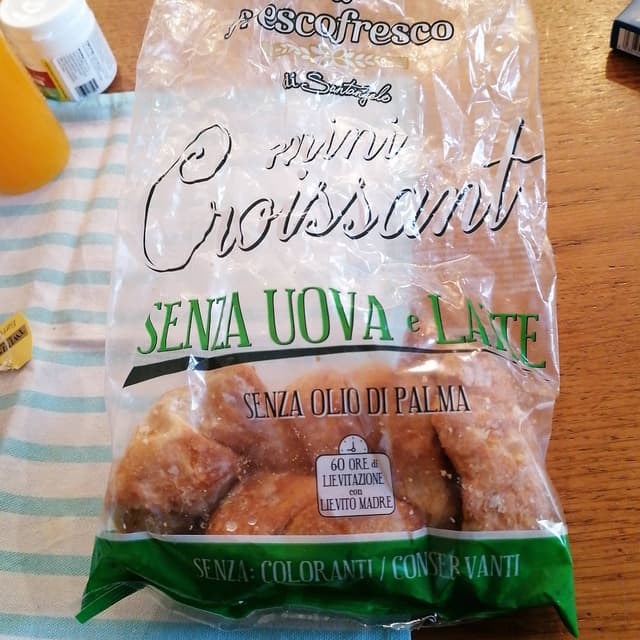 escofresco
di Santangelo
mini
Croissant
SENZA UOVA e LATTE
SENZA OLIO DI PALMA
60 ORE di
LIEVITAZIONE
con
LIEVITO MADRE
SENZA: COLORANTI / CONSERVANTI